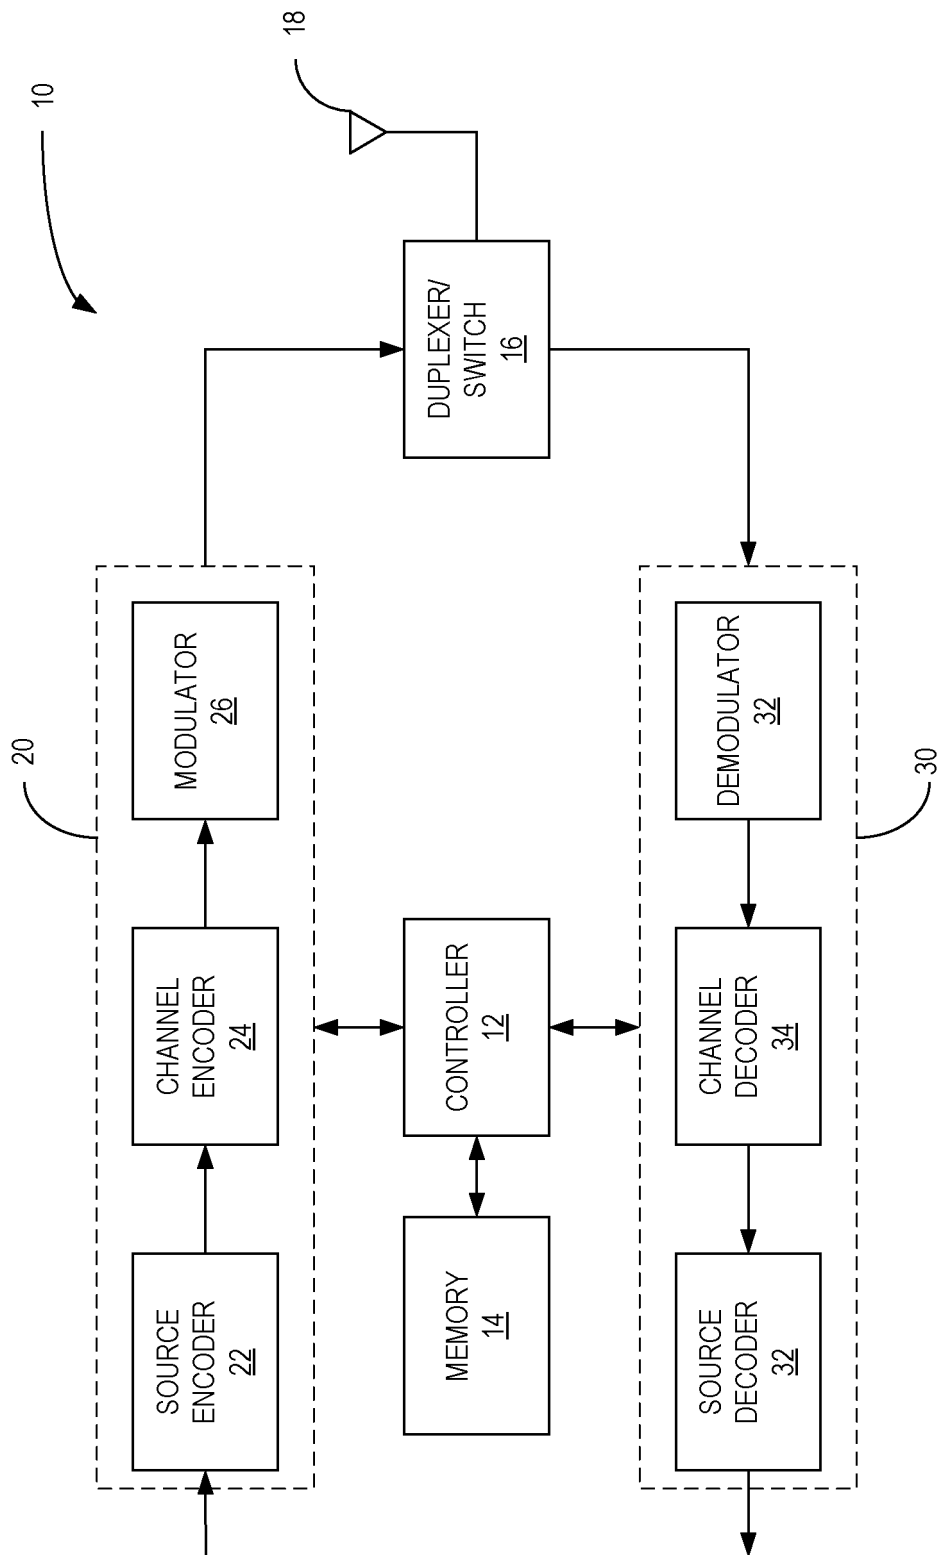 10
18
20
SOURCE
ENCODER
22
CHANNEL
ENCODER
24
MODULATOR
26
MEMORY
14
CONTROLLER
12
DUPLEXER/
SWITCH
16
SOURCE
DECODER
32
CHANNEL
DECODER
34
DEMODULATOR
32
30